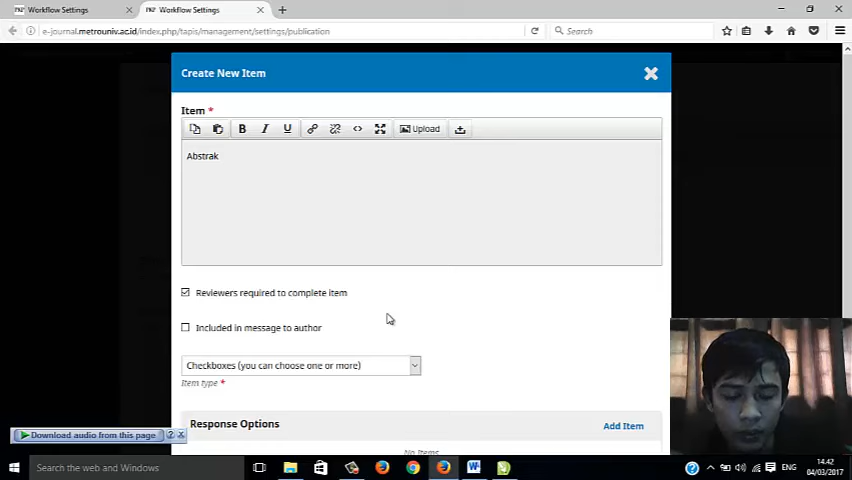 PKP Workflow Settings
PKP Workflow Settings
e-journal.metrouniv.ac.id/index.php/tapis/management/settings/publication
Search
Create New Item
Item *
B I U Upload
Abstrak
Reviewers required to complete item
Included in message to author
Checkboxes (you can choose one or more)
Item type *
Response Options
Add Item
No Items
Download audio from this page ? X
Search the web and Windows
ENG
14.42
04/03/2017